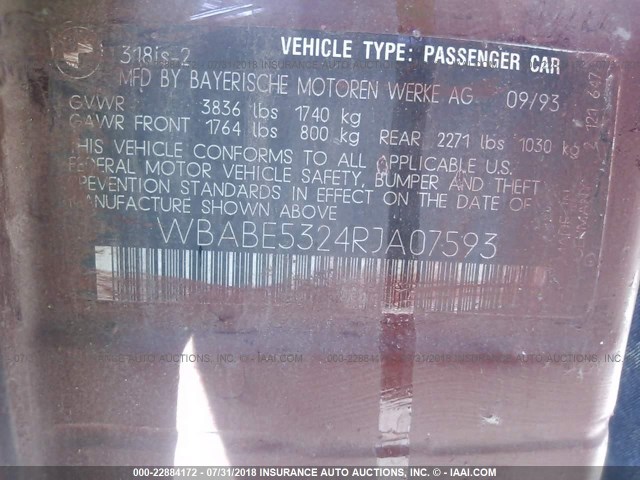 318is-2 VEHICLE TYPE: PASSENGER CAR
MFD BY BAYERISCHE MOTOREN WERKE AG 09/93
GVWR 3836 lbs 1740 kg
GAWR FRONT 1764 lbs 800 kg REAR 2271 lbs 1030 kg
THIS VEHICLE CONFORMS TO ALL APPLICABLE U.S.
FEDERAL MOTOR VEHICLE SAFETY, BUMPER AND THEFT
PREVENTION STANDARDS IN EFFECT ON THE DATE
OF MANUFACTURE SHOWN ABOVE
WBABE5324RJA07593
2 121 697
000-22884172 - 07/31/2018 INSURANCE AUTO AUCTIONS, INC. - © IAAI.COM